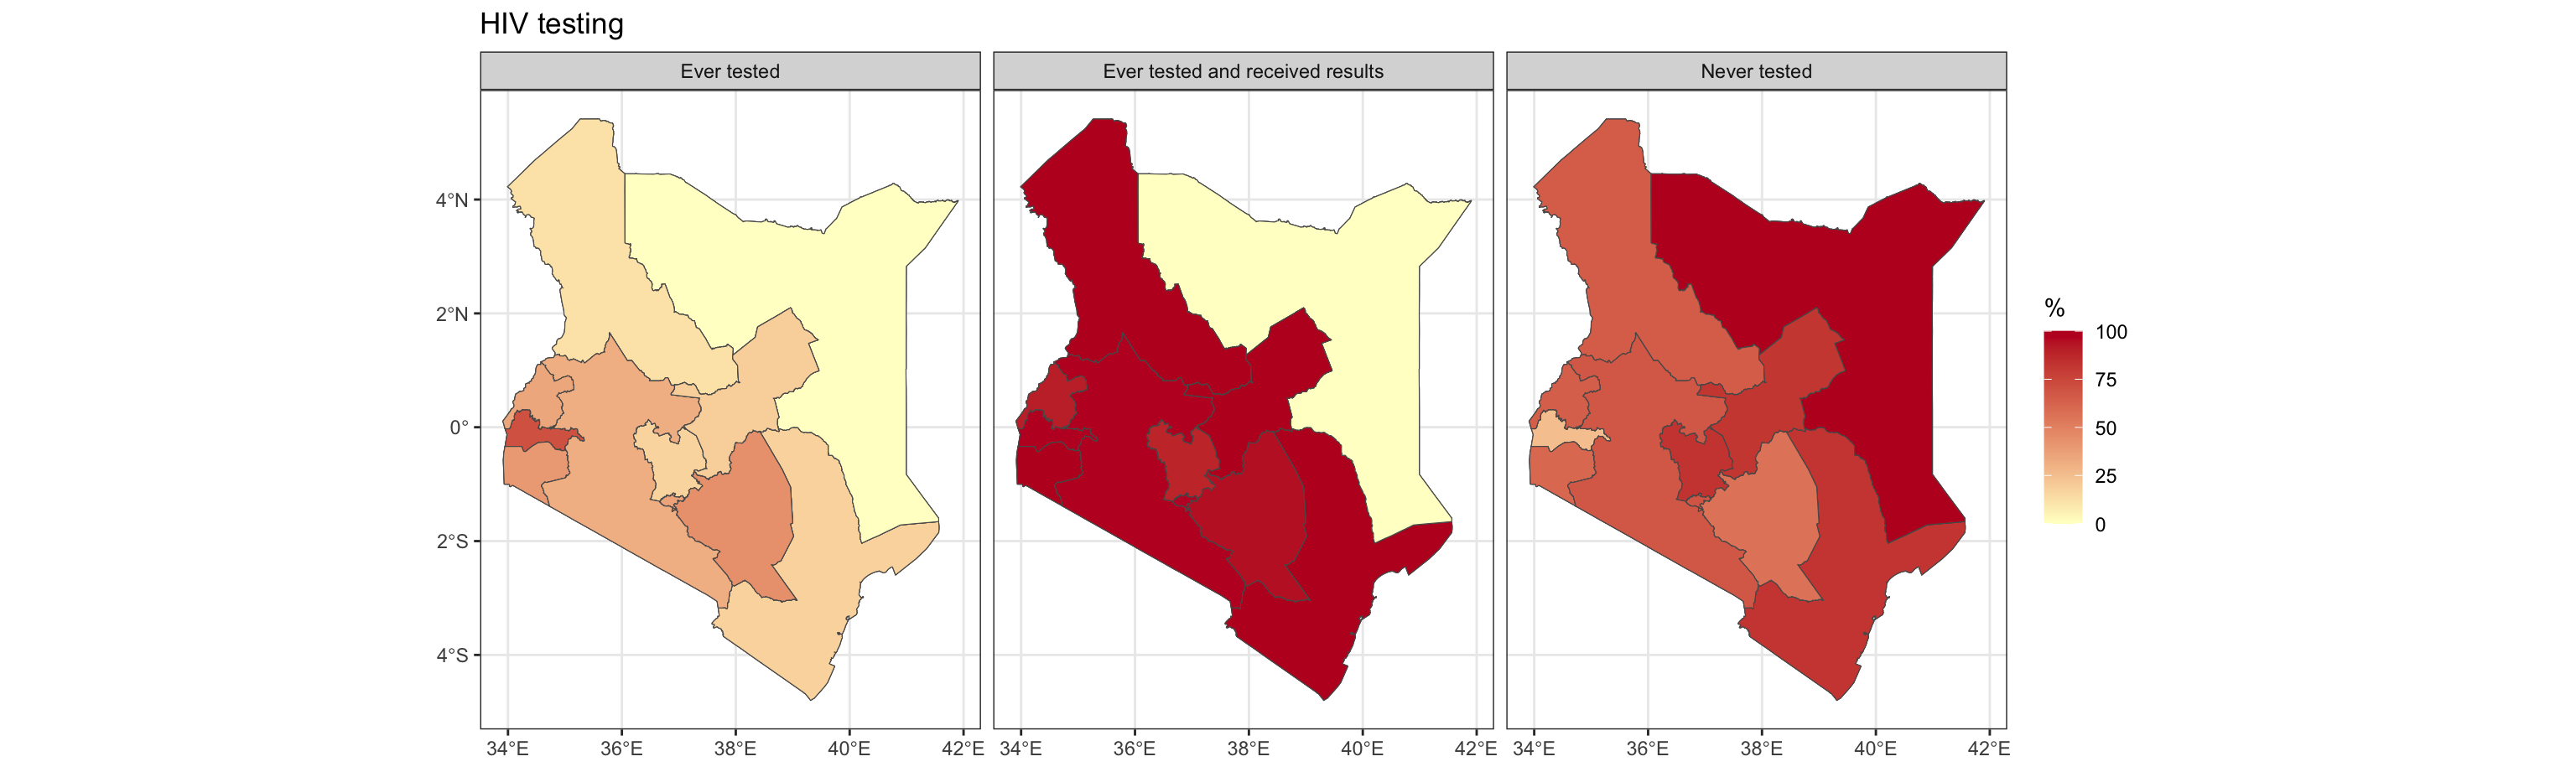 HIV testing
Ever tested
Ever tested and received results
Never tested
4°N
2°N
0°
2°S
4°S
34°E 36°E 38°E 40°E 42°E
34°E 36°E 38°E 40°E 42°E
34°E 36°E 38°E 40°E 42°E
%
100
75
50
25
0